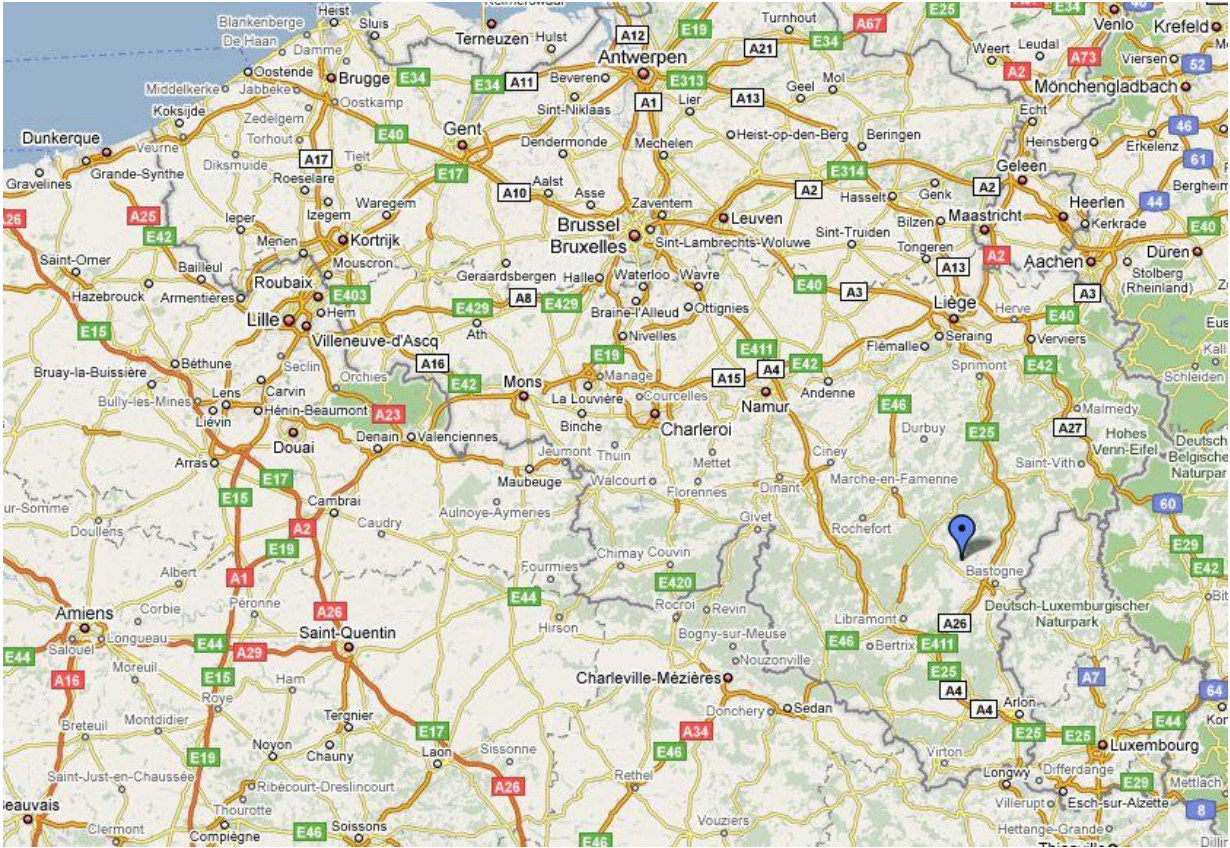 Heist
Sluis
Blankenberge
De Haan
Damme
Terneuzen
Hulst
A12
E19
Turnhout
A67
E34
E25
E34
Venlo
Krefeld
Weert
Leudal
A73
Viersen
52
Oostende
Brugge
E34
E34
A11
Beveren
Antwerpen
A21
E34
E313
A2
Mönchengladbach
Middelkerke
Jabbeke
Oostkamp
Koksijde
Zedelgem
Torhout
Sint-Niklaas
A1
Lier
A13
Geel
Mol
Echt
46
Dunkerque
Veurne
E40
Gent
Dendermonde
Mechelen
Heist-op-den-Berg
Beringen
Heinsberg
Erkelenz
Gravelines
Grande-Synthe
Diksmuide
A17
Tielt
E17
E314
Geleen
61
Roeselare
A10
Aalst
Asse
A2
Hasselt
Genk
A2
Bergheim
A26
A25
Ieper
Izegem
Waregem
Zaventem
Leuven
Bilzen
Maastricht
Heerlen
44
Kerkrade
E40
E42
Menen
Kortrijk
Brussel
Bruxelles
Sint-Lambrechts-Woluwe
Sint-Truiden
Tongeren
A2
Aachen
Düren
Saint-Omer
Bailleul
Mouscron
Geraardsbergen
Halle
Waterloo
Wavre
A13
Stolberg
(Rheinland)
Hazebrouck
Armentières
Roubaix
E403
A8
E429
E429
Braine-l'Alleud
Ottignies
E40
A3
Liège
Herve
A3
E40
E15
Lille
Hem
Villeneuve-d'Ascq
Ath
Nivelles
E411
Flémalle
Seraing
Verviers
Béthune
Seclin
A16
E19
E42
Sprimont
E42
Schleiden
Bruay-la-Buissière
Orchies
E42
Mons
Manage
A15
A4
Andenne
Bully-les-Mines
Lens
Carvin
La Louvière
Courcelles
Namur
E46
Malmedy
Liévin
Hénin-Beaumont
A23
Binche
Charleroi
Durbuy
E25
A27
Hohes
Venn-Eifel
Deutsch-
Belgische
Naturpar
Douai
Denain
Valenciennes
Arras
Jeumont
Thuin
Mettet
Ciney
Saint-Vith
E17
Maubeuge
Walcourt
Florennes
Dinant
Marche-en-Famenne
E15
Cambrai
60
Doullens
A2
Caudry
Aulnoye-Aymeries
Givet
Rochefort
E19
Chimay
Couvin
E29
Albert
A1
Fourmies
E420
Bastogne
E42
Amiens
Corbie
Péronne
A26
E44
Rocroi
Revin
Libramont
A26
Deutsch-Luxemburgischer
Naturpark
Longueau
Salouël
E44
Saint-Quentin
Hirson
Bogny-sur-Meuse
E46
Bertrix
E411
E44
A29
Nouzonville
E25
Moreuil
E15
Ham
Charleville-Mézières
A4
A7
64
A16
Roye
Donchery
Sedan
A4
Arlon
Breteuil
Montdidier
Tergnier
E17
A34
E25
E25
E44
Noyon
Chauny
Laon
Sissonne
E46
Virton
Luxembourg
E19
Saint-Just-en-Chaussée
Ribécourt-Dreslincourt
A26
Rethel
Longwy
Differdange
E29
Mettlach
Beauvais
Thourotte
Villerupt
Esch-sur-Alzette
8
Clermont
Compiègne
E46
Soissons
Vouziers
Hettange-Grande
E46